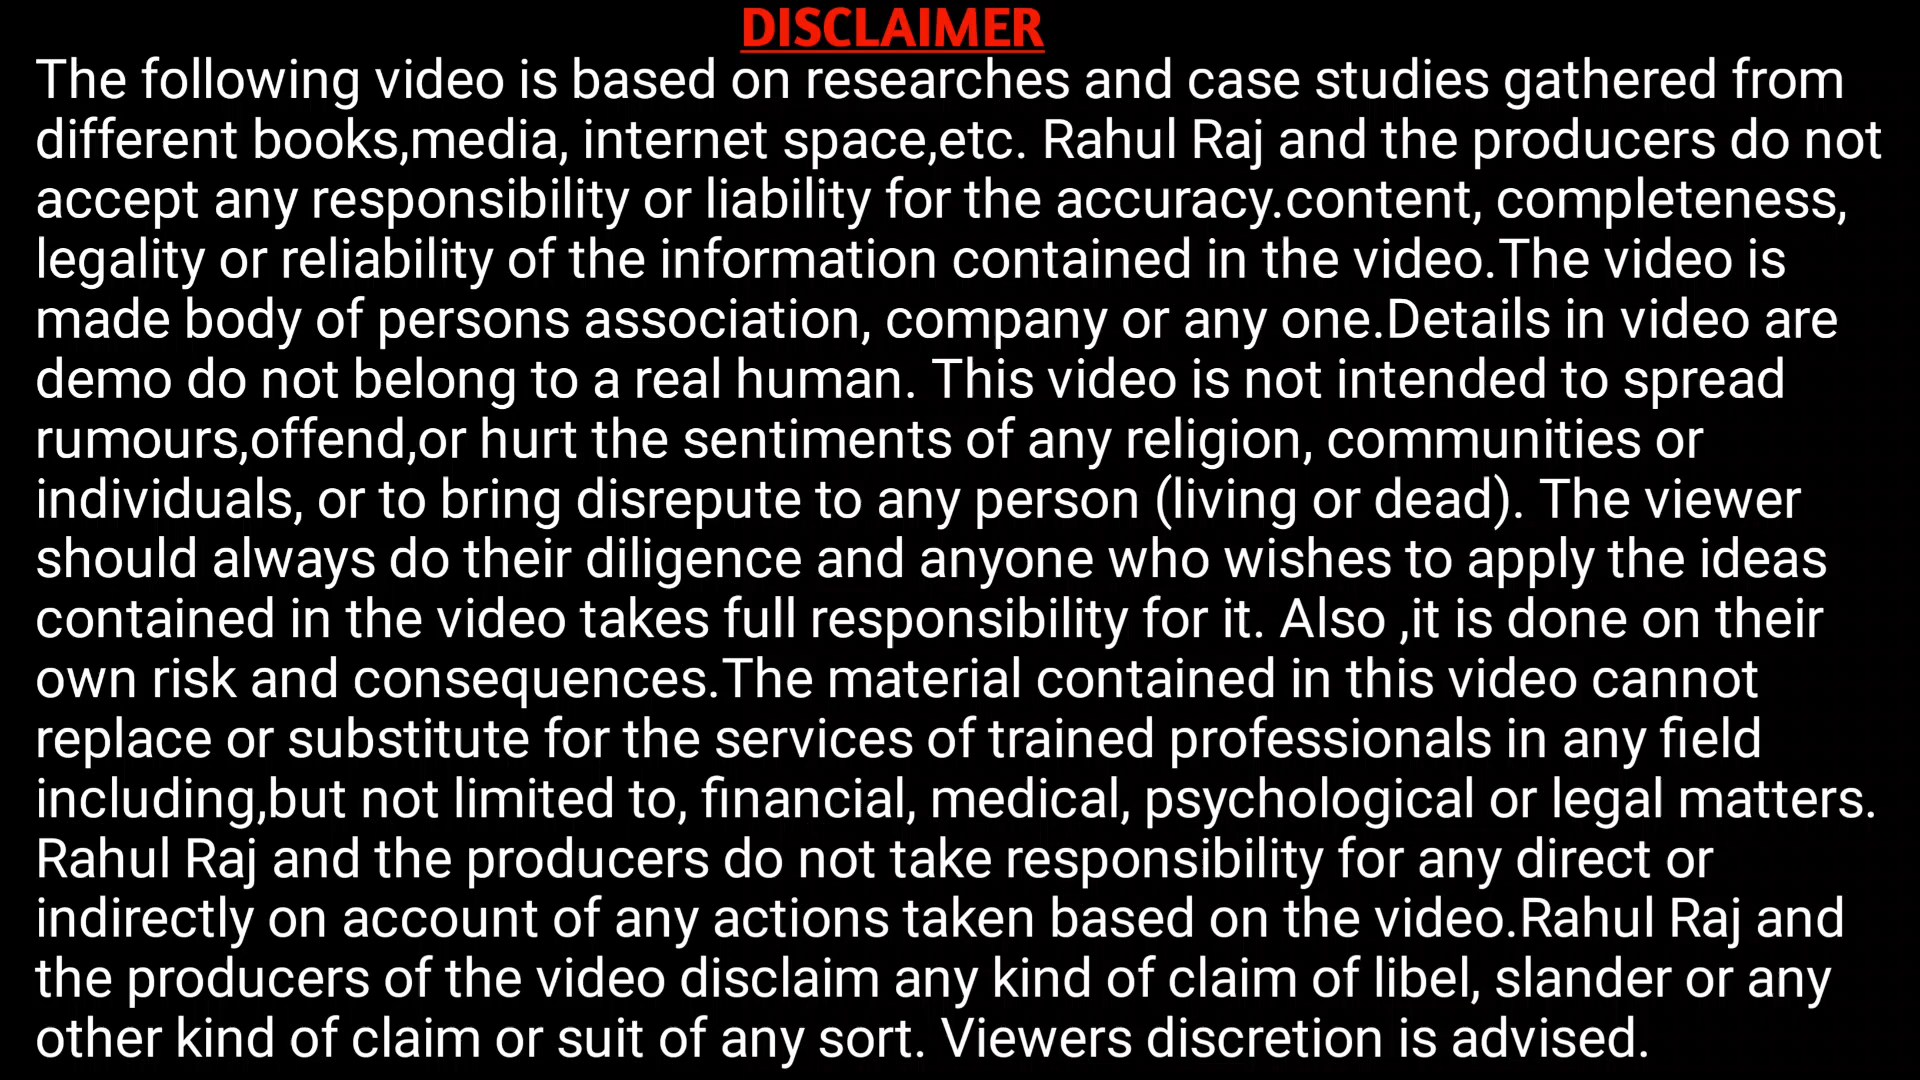 DISCLAIMER
The following video is based on researches and case studies gathered from
different books,media, internet space,etc. Rahul Raj and the producers do not
accept any responsibility or liability for the accuracy.content, completeness,
legality or reliability of the information contained in the video.The video is
made body of persons association, company or any one.Details in video are
demo do not belong to a real human. This video is not intended to spread
rumours,offend,or hurt the sentiments of any religion, communities or
individuals, or to bring disrepute to any person (living or dead). The viewer
should always do their diligence and anyone who wishes to apply the ideas
contained in the video takes full responsibility for it. Also ,it is done on their
own risk and consequences.The material contained in this video cannot
replace or substitute for the services of trained professionals in any field
including,but not limited to, financial, medical, psychological or legal matters.
Rahul Raj and the producers do not take responsibility for any direct or
indirectly on account of any actions taken based on the video.Rahul Raj and
the producers of the video disclaim any kind of claim of libel, slander or any
other kind of claim or suit of any sort. Viewers discretion is advised.